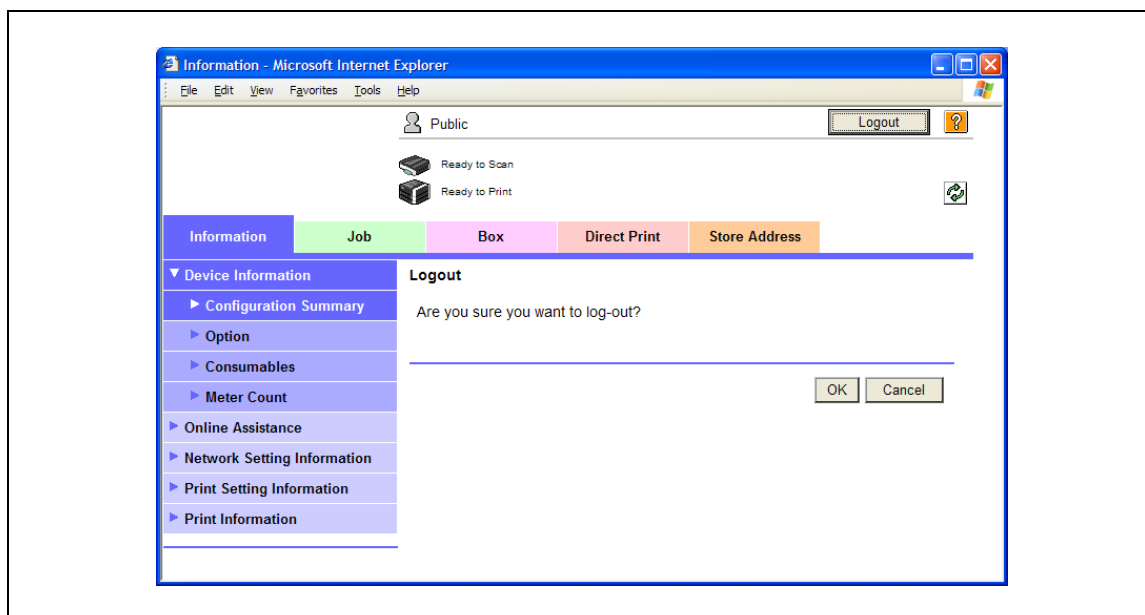 Information - Microsoft Internet Explorer
File Edit View Favorites Tools Help
Public
Logout
?
Ready to Scan
Ready to Print
Information Job Box Direct Print Store Address
Device Information
Configuration Summary
Option
Consumables
Meter Count
Online Assistance
Network Setting Information
Print Setting Information
Print Information
Logout
Are you sure you want to log-out?
OK Cancel